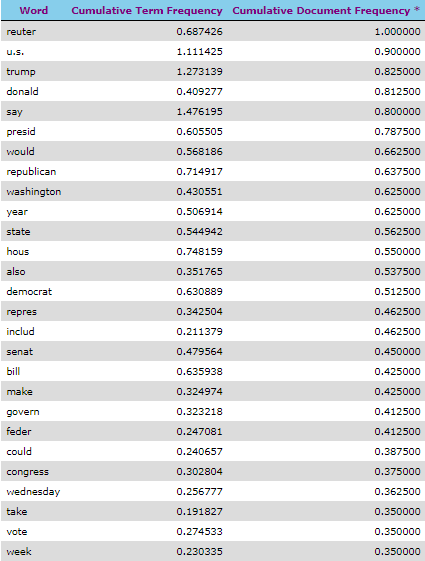 Word Cumulative Term Frequency Cumulative Document Frequency *
reuter 0.687426 1.000000
u.s. 1.111425 0.900000
trump 1.273139 0.825000
donald 0.409277 0.812500
say 1.476195 0.800000
presid 0.605505 0.787500
would 0.568186 0.662500
republican 0.714917 0.637500
washington 0.430551 0.625000
year 0.506914 0.625000
state 0.544942 0.562500
hous 0.748159 0.550000
also 0.351765 0.537500
democrat 0.630889 0.512500
repres 0.342504 0.462500
includ 0.211379 0.462500
senat 0.479564 0.450000
bill 0.635938 0.425000
make 0.324974 0.425000
govern 0.323218 0.412500
feder 0.247081 0.412500
could 0.240657 0.387500
congress 0.302804 0.375000
wednesday 0.256777 0.362500
take 0.191827 0.350000
vote 0.274533 0.350000
week 0.230335 0.350000